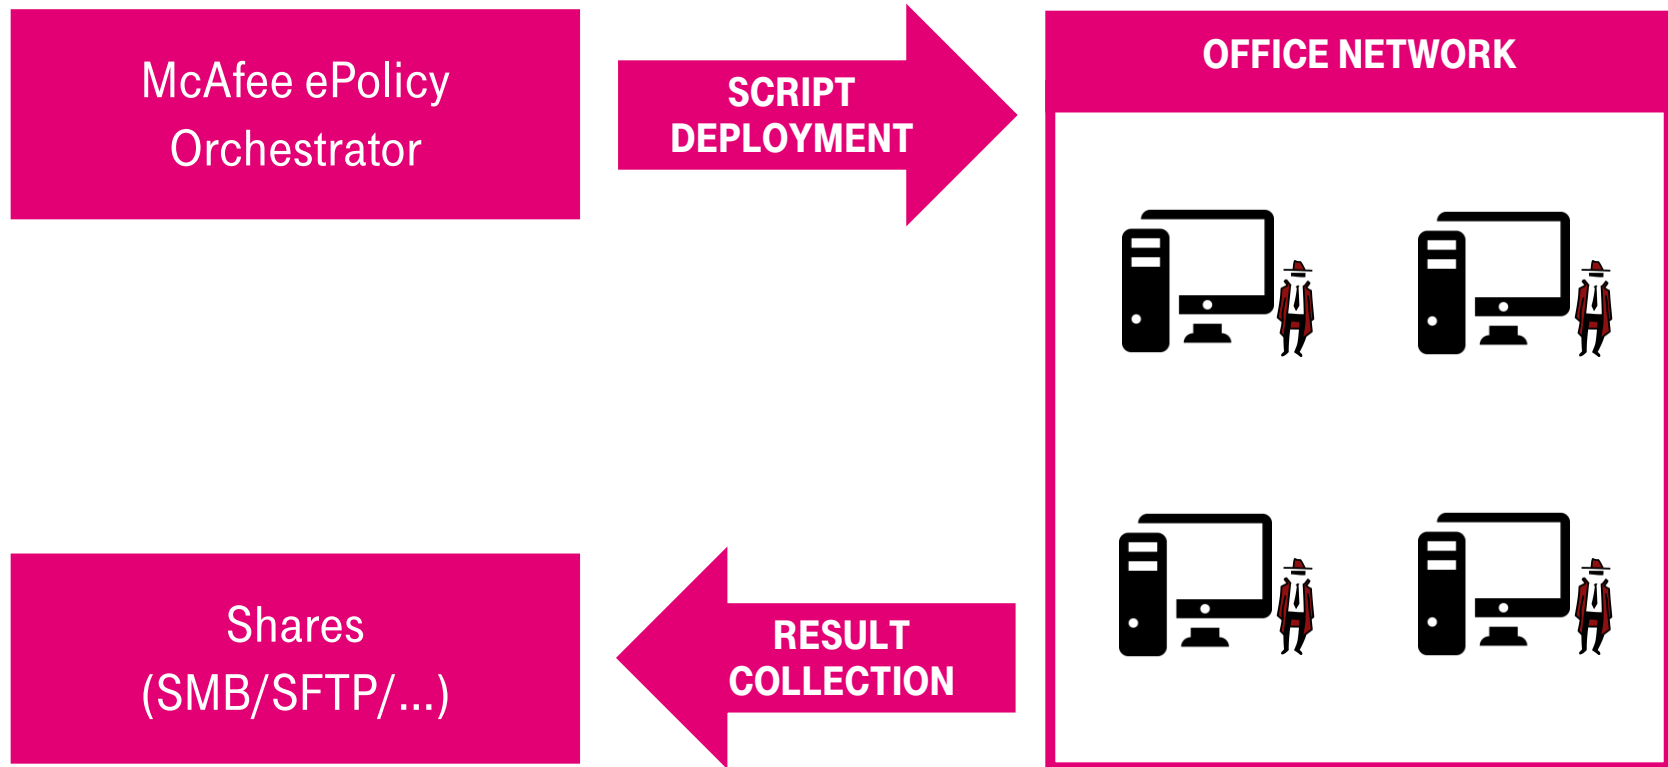 McAfee ePolicy
Orchestrator
SCRIPT
DEPLOYMENT
OFFICE NETWORK
Shares
(SMB/SFTP/...)
RESULT
COLLECTION